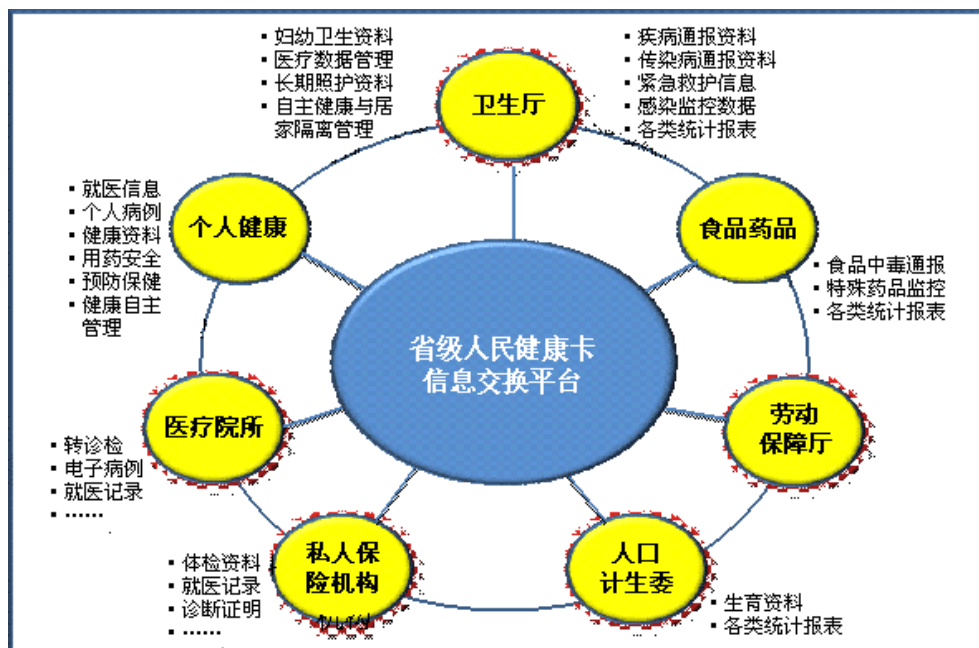 ▪ 妇幼卫生资料
▪ 医疗数据管理
▪ 长期照护资料
▪ 自主健康与居
家隔离管理
卫生厅
▪ 疾病通报资料
▪ 传染病通报资料
▪ 紧急救护信息
▪ 感染监控数据
▪ 各类统计报表
▪ 就医信息
▪ 个人病例
▪ 健康资料
▪ 用药安全
▪ 预防保健
▪ 健康自主
管理
个人健康
食品药品
▪ 食品中毒通报
▪ 特殊药品监控
▪ 各类统计报表
省级人民健康卡
信息交换平台
医疗院所
▪ 转诊检
▪ 电子病例
▪ 就医记录
▪ ……
劳动
保障厅
私人保
险机构
▪ 体检资料
▪ 就医记录
▪ 诊断证明
▪ ……
人口
计生委
▪ 生育资料
▪ 各类统计报表